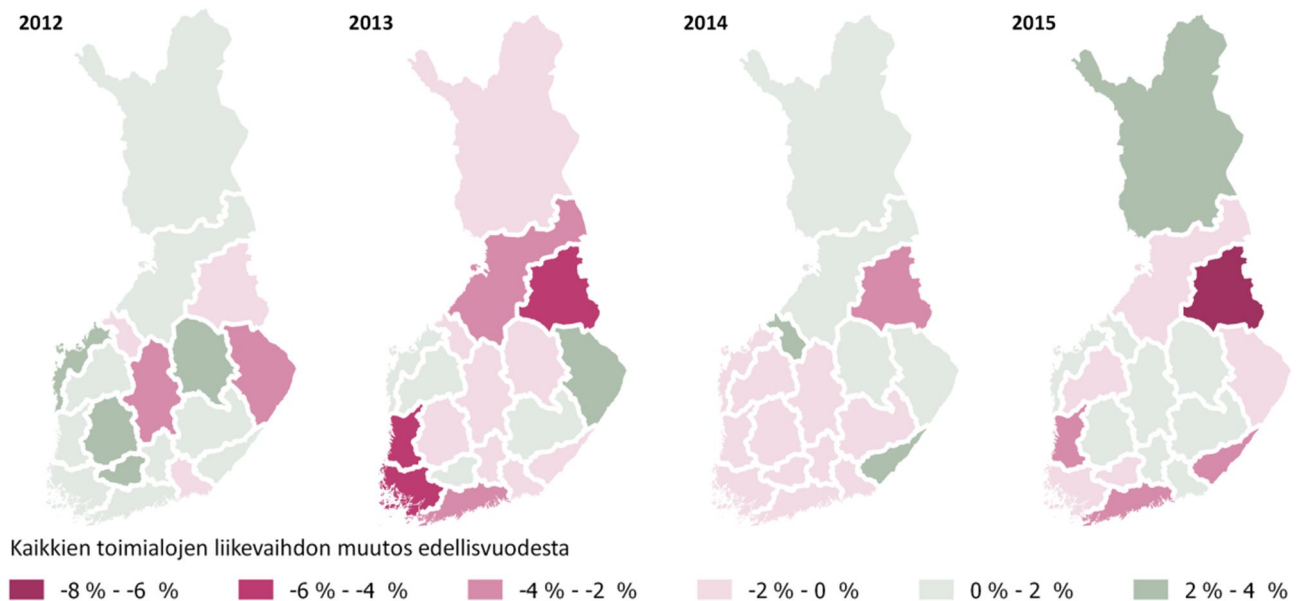 2012 2013 2014 2015
Kaikkien toimialojen liikevaihdon muutos edellisvuodesta
-8 % - -6 % -6 % - -4 % -4 % - -2 % -2 % - 0 % 0 % - 2 % 2 % - 4 %